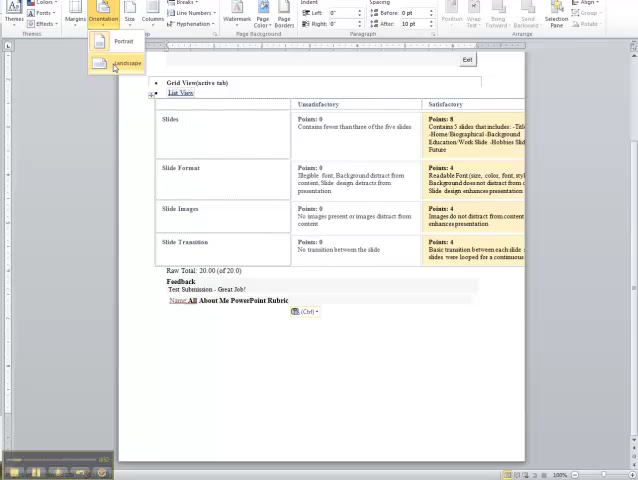 Colors
Fonts
Effects
Themes
Themes
Margins
Orientation
Size
Columns
Breaks
Line Numbers
Hyphenation
Watermark
Page Color
Page Borders
Page Background
Left: 0"
Right: 0"
Before: 0 pt
After: 10 pt
Spacing
Paragraph
Position
Wrap Text
Bring Forward
Send Backward
Selection Pane
Align
Group
Rotate
Portrait
Landscape
Exit
Grid View(active tab)
List View
Unsatisfactory Satisfactory
Slides
Points: 0
Contains fewer than three of the five slides
Points: 8
Contains 5 slides that includes: -Title
-Home/Biographical -Background
Education/Work Slide -Hobbies Slid
Future
Slide Format
Points: 0
Illegible font, Background distract from
content, Slide design detracts from
presentation
Points: 4
Readable Font (size, color, font, styl
Background does not distract from c
Slide design enhances presentation
Slide Images
Points: 0
No images present or images distract from
content
Points: 4
Images do not distract from content
enhances presentation
Slide Transition
Points: 0
No transition between the slide
Points: 4
Basic transition between each slide
slides were looped for a continuous
Raw Total: 20.00 (of 20.0)
Feedback
Test Submission - Great Job!
Name:All About Me PowerPoint Rubric
(Ctrl)
100%